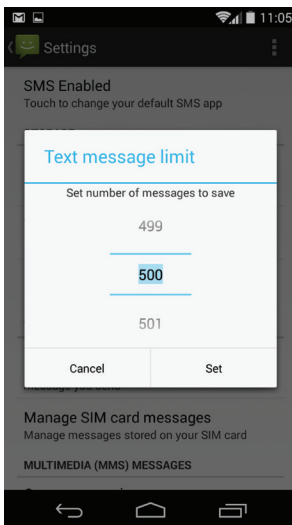 11:05
Settings
SMS Enabled
Touch to change your default SMS app
Text message limit
Set number of messages to save
499
500
501
Cancel
Set
Manage SIM card messages
Manage messages stored on your SIM card
MULTIMEDIA (MMS) MESSAGES